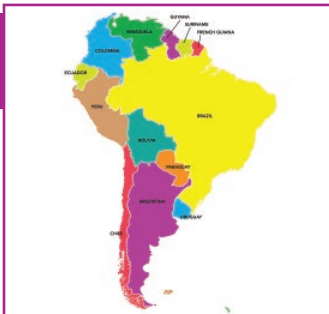 GUYANA
SURINAME
VENEZUELA
FRENCH GUIANA
COLOMBIA
ECUADOR
PERU
BRAZIL
BOLIVIA
PARAGUAY
ARGENTINA
CHILE
URUGUAY